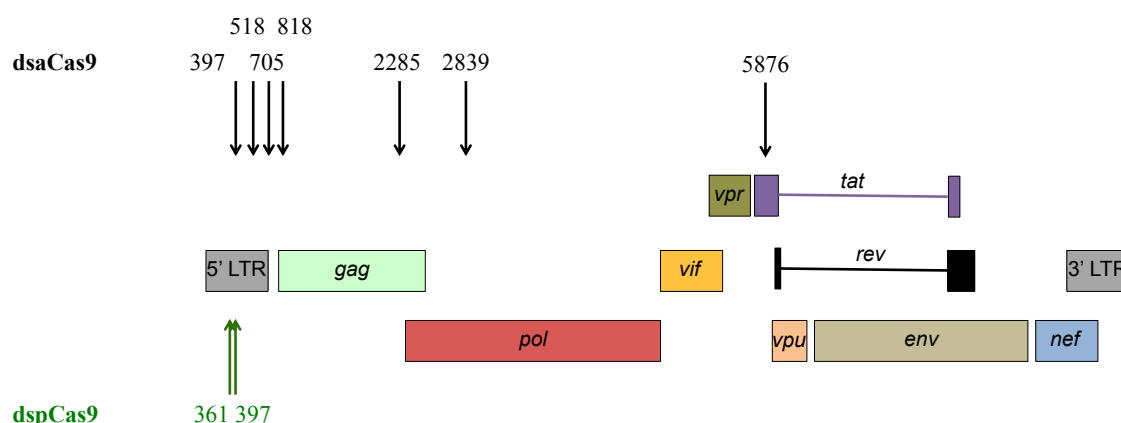 518 818
dsaCas9 397 705 2285 2839 5876
vpr tat
5' LTR gag vif rev 3' LTR
pol vpu env nef
dspCas9 361 397